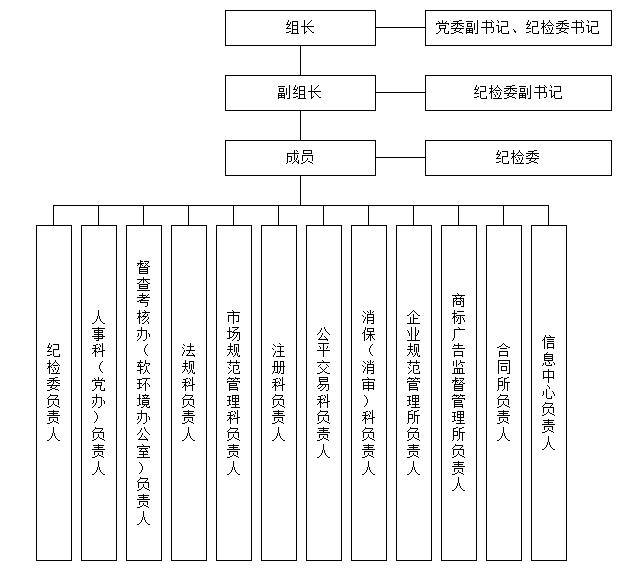 组长
党委副书记、纪检委书记
副组长
纪检委副书记
成员
纪检委
纪检委负责人
人事科（党办）负责人
督查考核办（软环境办公室）负责人
法规科负责人
市场规范管理科负责人
注册科负责人
公平交易科负责人
消保（消审）科负责人
企业规范管理所负责人
商标广告监督管理所负责人
合同所负责人
信息中心负责人